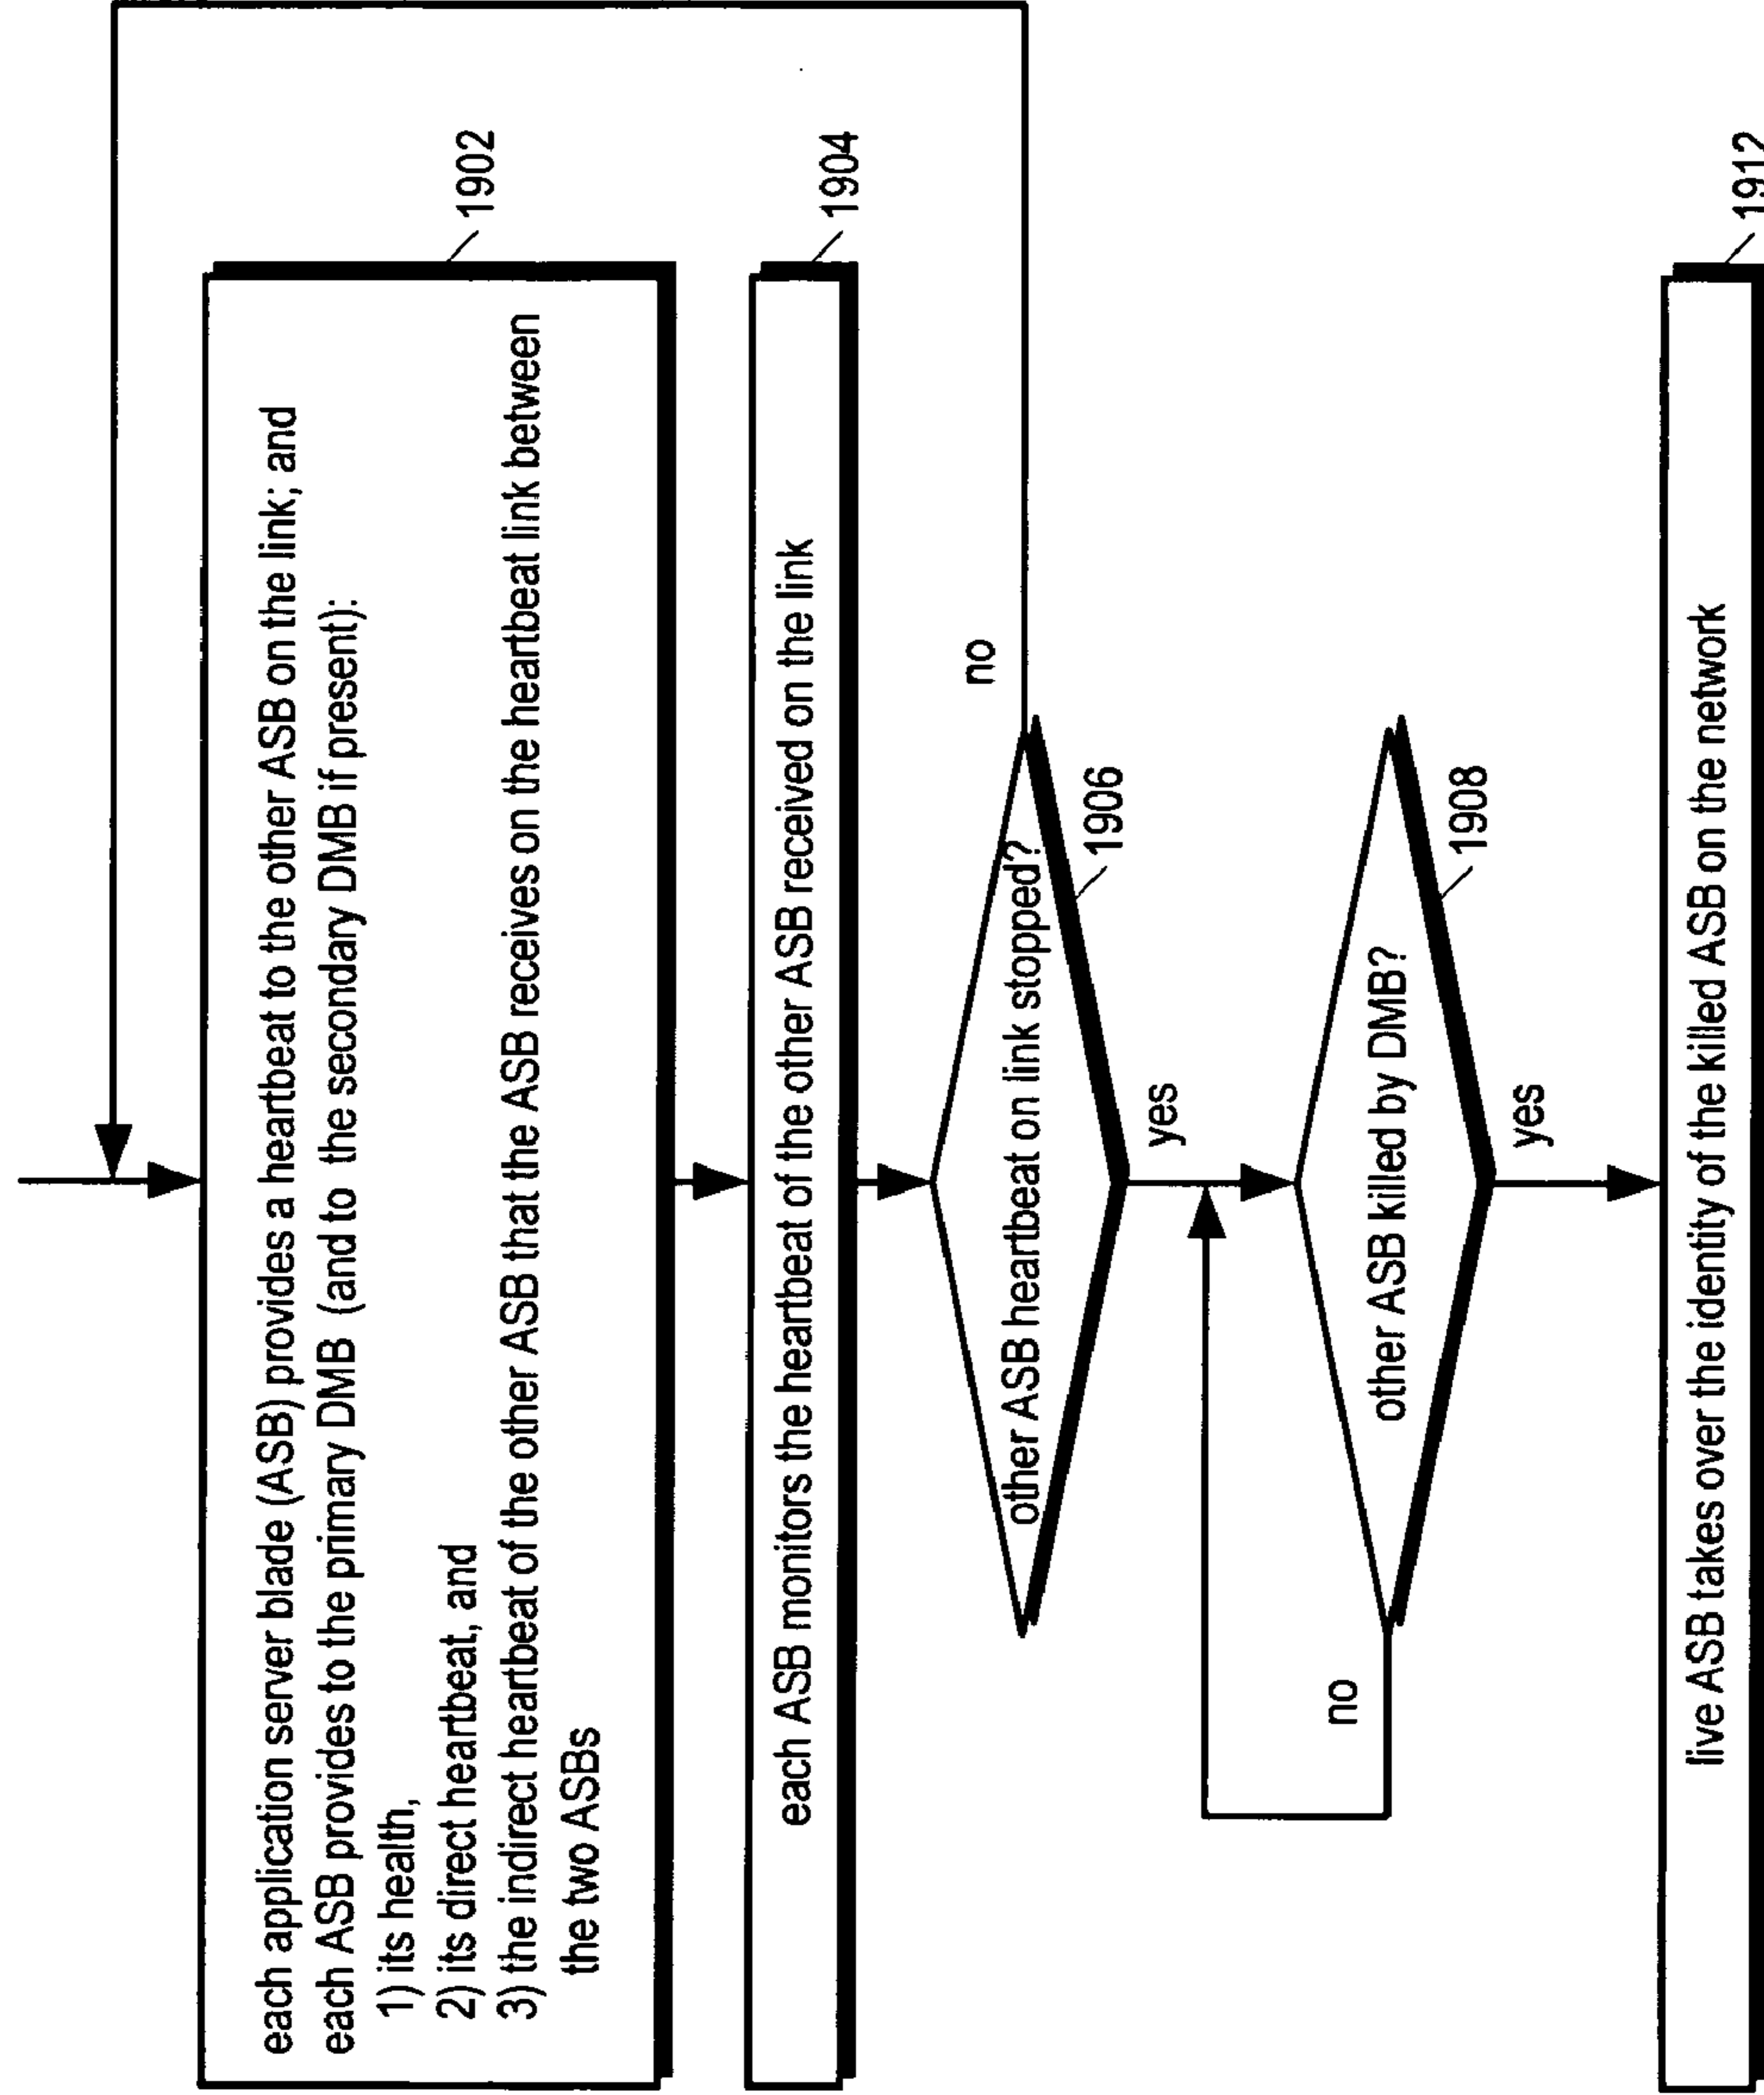 each application server blade (ASB) provides a heartbeat to the other ASB on the link; and
each ASB provides to the primary DMB (and to the secondary DMB if present):
1) its health,
2) its direct heartbeat, and
3) the indirect heartbeat of the other ASB that the ASB receives on the heartbeat link between
the two ASBs
1902
each ASB monitors the heartbeat of the other ASB received on the link
1904
other ASB heartbeat on link stopped?
no
1906
yes
other ASB killed by DMB?
no
1908
yes
live ASB takes over the identity of the killed ASB on the network
1912